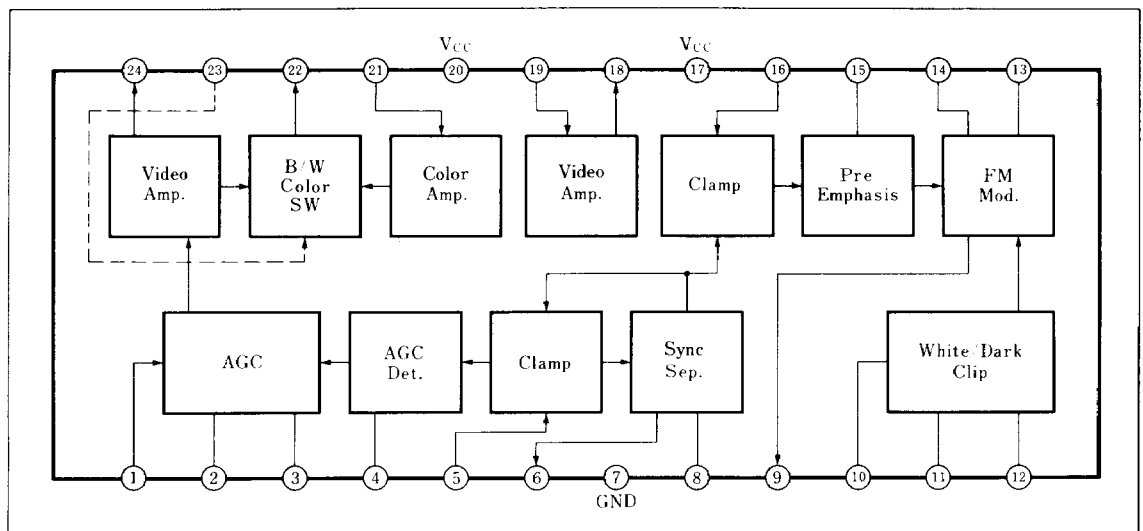 Vcc Vcc
24 23 22 21 20 19 18 17 16 15 14 13
Video
Amp.
B/W
Color
SW
Color
Amp.
Video
Amp.
Clamp
Pre
Emphasis
FM
Mod.
AGC
AGC
Det.
Clamp
Sync
Sep.
White/Dark
Clip
1 2 3 4 5 6 7 8 9 10 11 12
GND